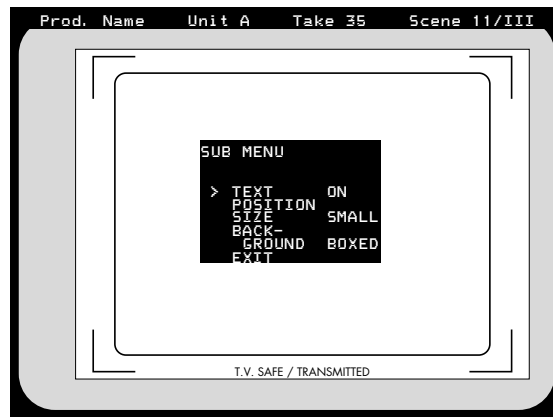 Prod. Name Unit A Take 35 Scene 11/III
SUB MENU
> TEXT ON
POSITION
SIZE SMALL
BACK-
GROUND BOXED
EXIT
T.V. SAFE / TRANSMITTED